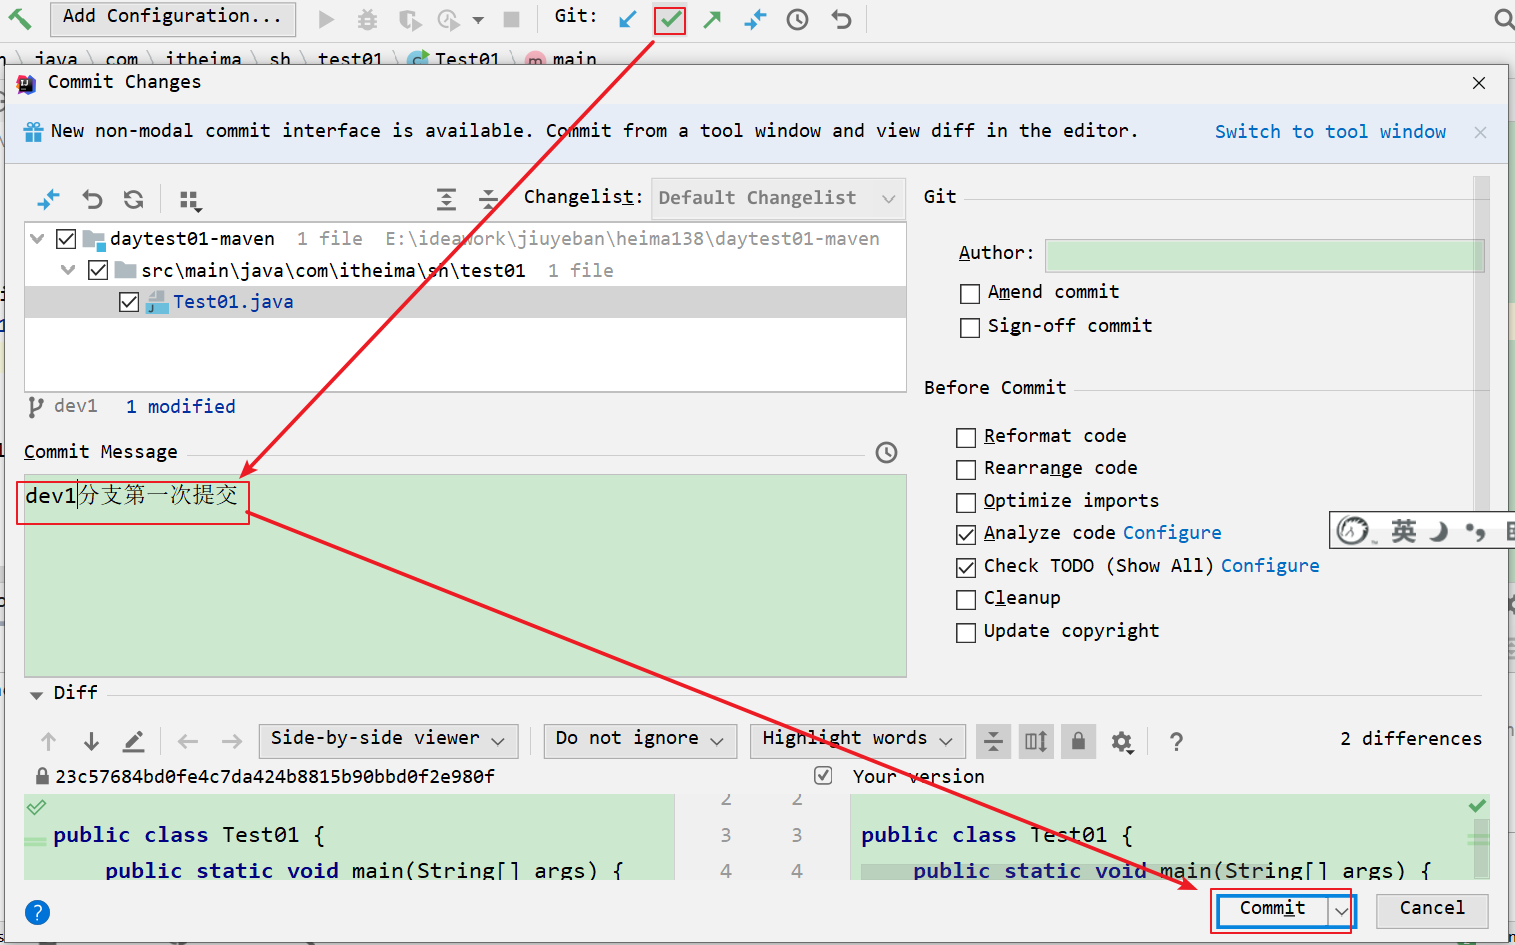 Add Configuration...
Git:
java com itheima sh test01 Test01 main
Commit Changes
New non-modal commit interface is available. Commit from a tool window and view diff in the editor.
Switch to tool window
Changelist: Default Changelist
daytest01-maven 1 file E:\ideawork\jiuyeban\heima138\daytest01-maven
src\main\java\com\itheima\sh\test01 1 file
Test01.java
dev1 1 modified
Commit Message
dev1分支第一次提交
Git
Author:
Amend commit
Sign-off commit
Before Commit
Reformat code
Rearrange code
Optimize imports
Analyze code Configure
Check TODO (Show All) Configure
Cleanup
Update copyright
英
Diff
Side-by-side viewer Do not ignore Highlight words ? 2 differences
23c57684bd0fe4c7da424b8815b90bbd0f2e980f
Your version
2 2
public class Test01 { 3 3 public class Test01 {
public static void main(String[] args) { 4 4 public static void main(String[] args) {
? Commit Cancel